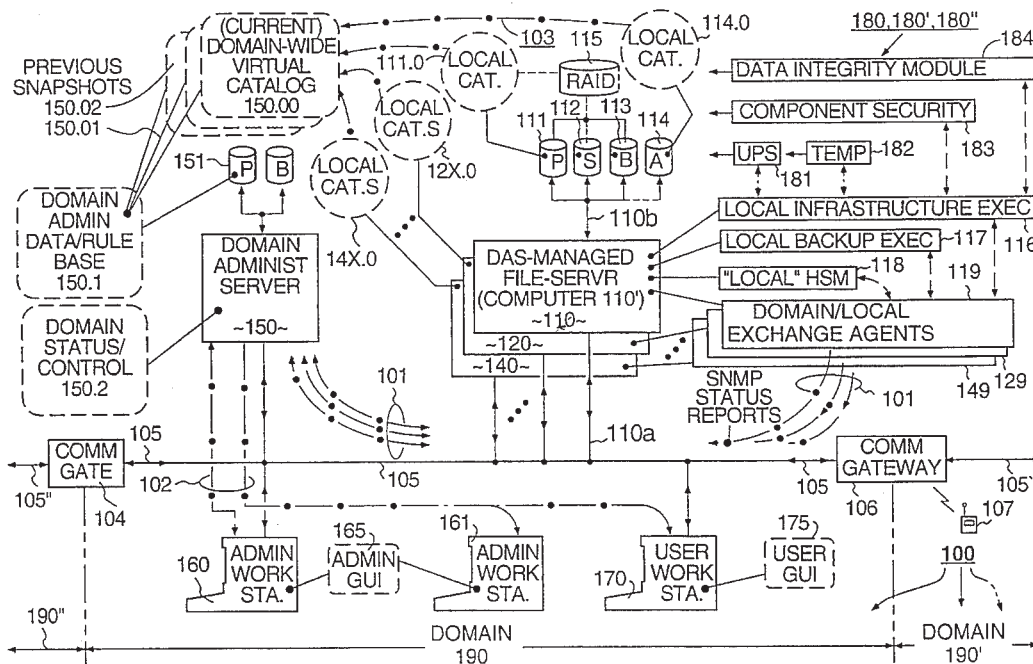 (CURRENT)
DOMAIN-WIDE
VIRTUAL
CATALOG
150.00
PREVIOUS
SNAPSHOTS
150.02
150.01
103
111.0
LOCAL
CAT.
115
RAID
LOCAL
CAT.
114.0
180,180',180"
184
DATA INTEGRITY MODULE
COMPONENT SECURITY
183
UPS
181
TEMP
182
LOCAL
CAT.S
12X.0
LOCAL
CAT.S
14X.0
111
112
113
114
P
S
B
A
110b
151
P
B
DOMAIN
ADMIN
DATA/RULE
BASE
150.1
DOMAIN
ADMINIST
SERVER
~150~
DOMAIN
STATUS/
CONTROL
150.2
DAS-MANAGED
FILE-SERVR
(COMPUTER 110')
~110~
~120~
~140~
LOCAL INFRASTRUCTURE EXEC
116
LOCAL BACKUP EXEC
117
"LOCAL" HSM
118
119
DOMAIN/LOCAL
EXCHANGE AGENTS
129
149
SNMP
STATUS
REPORTS
101
101
110a
COMM
GATE
104
105"
105
102
105
105
COMM
GATEWAY
106
105'
107
100
160
ADMIN
WORK
STA.
165
ADMIN
GUI
161
ADMIN
WORK
STA.
170
USER
WORK
STA.
175
USER
GUI
190"
DOMAIN
190
DOMAIN
190'